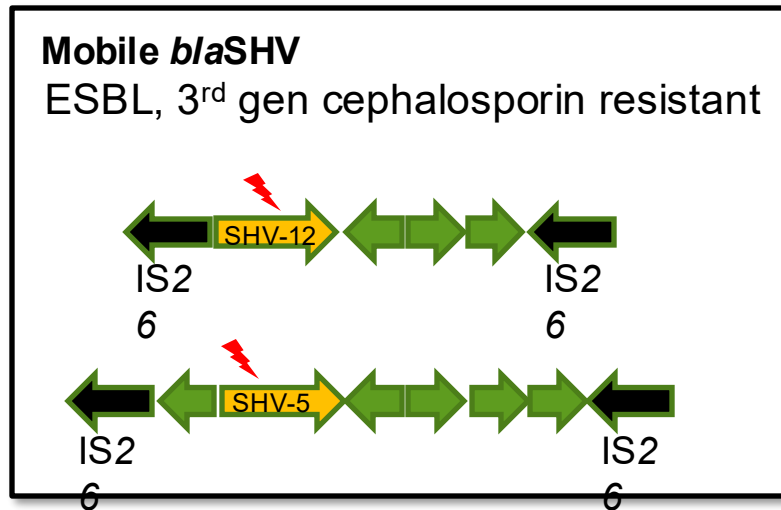 Mobile blaSHV
ESBL, 3rd gen cephalosporin resistant
SHV-12
IS2
6
IS2
6
SHV-5
IS2
6
IS2
6